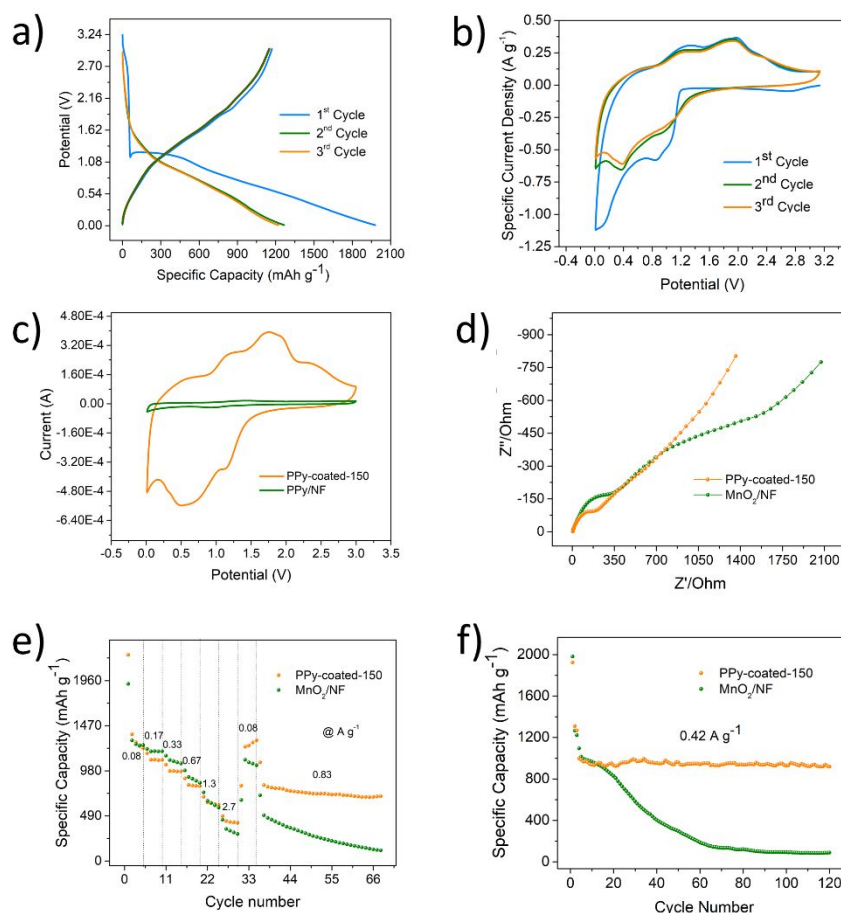 a)
3.24
2.70
2.16
1.62
1.08
0.54
0.00
Potential (V)
1st Cycle
2nd Cycle
3rd Cycle
0 300 600 900 1200 1500 1800 2100
Specific Capacity (mAh g-1)
b)
0.50
0.25
0.00
-0.25
-0.50
-0.75
-1.00
-1.25
Specific Current Density (A g-1)
1st Cycle
2nd Cycle
3rd Cycle
-0.4 0.0 0.4 0.8 1.2 1.6 2.0 2.4 2.8 3.2
Potential (V)
c)
4.80E-4
3.20E-4
1.60E-4
0.00
-1.60E-4
-3.20E-4
-4.80E-4
-6.40E-4
Current (A)
PPy-coated-150
PPy/NF
-0.5 0.0 0.5 1.0 1.5 2.0 2.5 3.0 3.5
Potential (V)
d)
-900
-750
-600
-450
-300
-150
0
Z''/Ohm
PPy-coated-150
MnO2/NF
0 350 700 1050 1400 1750 2100
Z'/Ohm
e)
1960
1470
980
490
0
Specific Capacity (mAh g-1)
PPy-coated-150
MnO2/NF
@ A g-1
0.08
0.17
0.33
0.67
1.3
2.7
0.08
0.83
0 11 22 33 44 55 66
Cycle number
f)
2000
1600
1200
800
400
0
Specific Capacity (mAh g-1)
PPy-coated-150
MnO2/NF
0.42 A g-1
0 20 40 60 80 100 120
Cycle Number